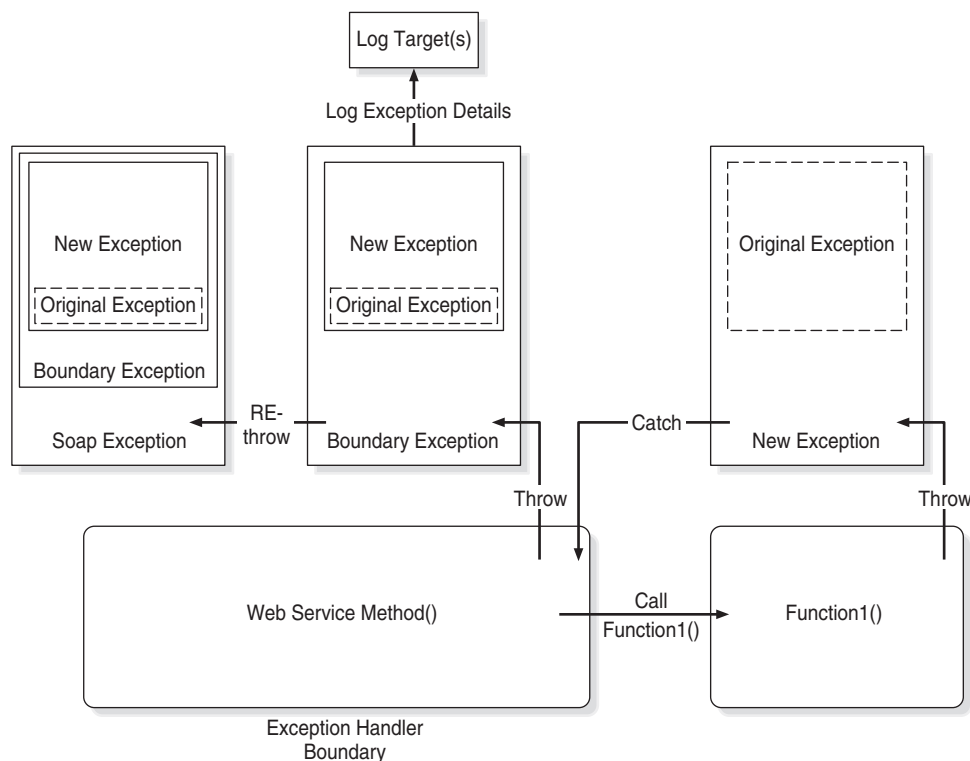 Log Target(s)
Log Exception Details
New Exception
Original Exception
Boundary Exception
Soap Exception
RE-
throw
New Exception
Original Exception
Boundary Exception
Original Exception
New Exception
Catch
Throw
Throw
Web Service Method()
Call
Function1()
Function1()
Exception Handler
Boundary